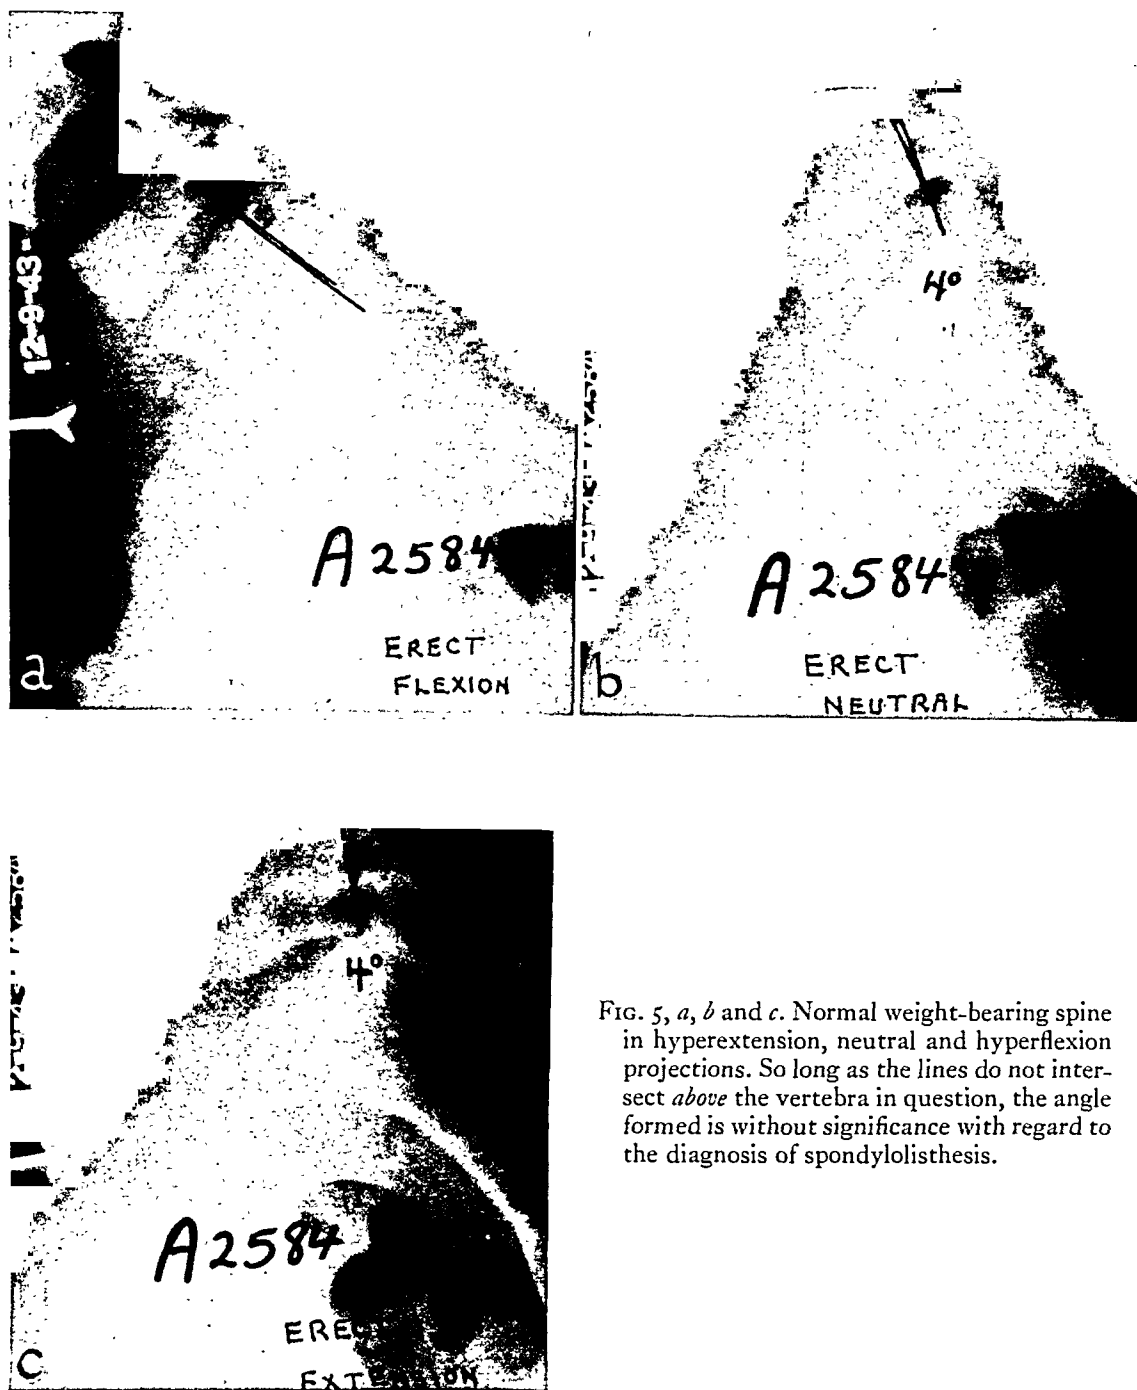 12-9-43
A 2584
ERECT
FLEXION
a
4°
A 2584
ERECT
NEUTRAL
b
4°
A 2584
EXTENSION
c
FIG. 5, a, b and c. Normal weight-bearing spine
in hyperextension, neutral and hyperflexion
projections. So long as the lines do not inter-
sect above the vertebra in question, the angle
formed is without significance with regard to
the diagnosis of spondylolisthesis.